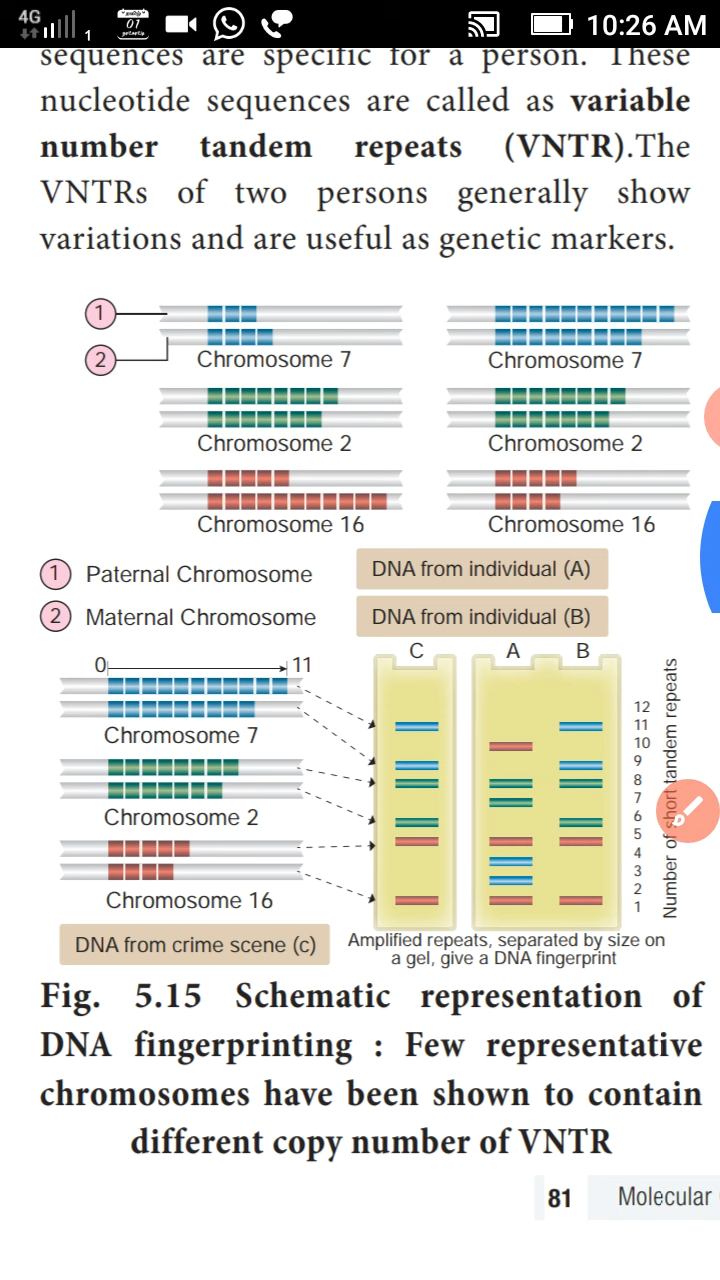 4G
1
07
10:26 AM
sequences are specific for a person. These
nucleotide sequences are called as variable
number tandem repeats (VNTR).The
VNTRs of two persons generally show
variations and are useful as genetic markers.
1
2
Chromosome 7
Chromosome 7
Chromosome 2
Chromosome 2
Chromosome 16
Chromosome 16
1 Paternal Chromosome
DNA from individual (A)
2 Maternal Chromosome
DNA from individual (B)
0 11
Chromosome 7
Chromosome 2
Chromosome 16
DNA from crime scene (c)
C A B
12
11
10
9
8
7
6
5
4
3
2
1
Number of short tandem repeats
Amplified repeats, separated by size on
a gel, give a DNA fingerprint
Fig. 5.15 Schematic representation of
DNA fingerprinting : Few representative
chromosomes have been shown to contain
different copy number of VNTR
81 Molecular